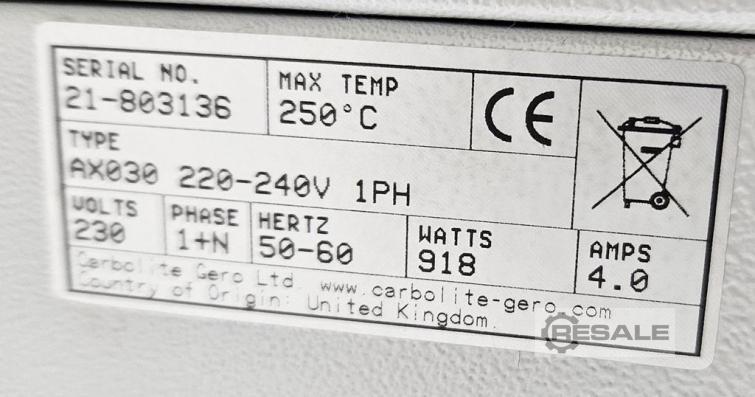 SERIAL NO.
21-803136
MAX TEMP
250°C
CE
TYPE
AX030 220-240V 1PH
VOLTS
230
PHASE
1+N
HERTZ
50-60
WATTS
918
AMPS
4.0
Carbolite Gero Ltd. www.carbolite-gero.com
Country of Origin: United Kingdom.
RESALE